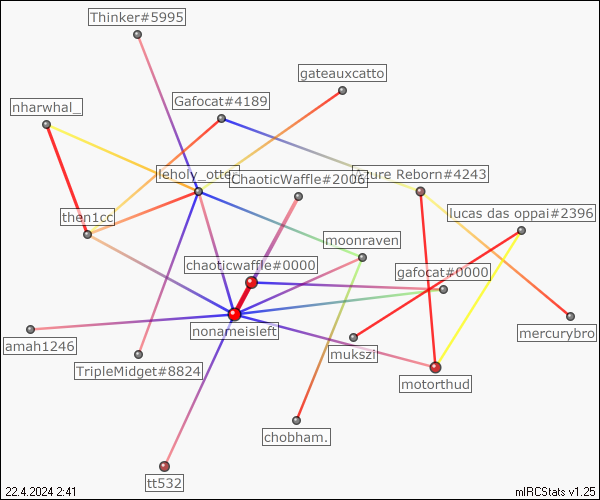 Thinker#5995
gateauxcatto
Gafocat#4189
nharwhal_
leholy_otte
ChaoticWaffle#2006
Azure Reborn#4243
lucas das oppai#2396
then1cc
moonraven
chaoticwaffle#0000
gafocat#0000
nonameisleft
mercurybro
amah1246
mukszi
TripleMidget#8824
motorthud
chobham.
tt532
22.4.2024 2:41
mIRCStats v1.25